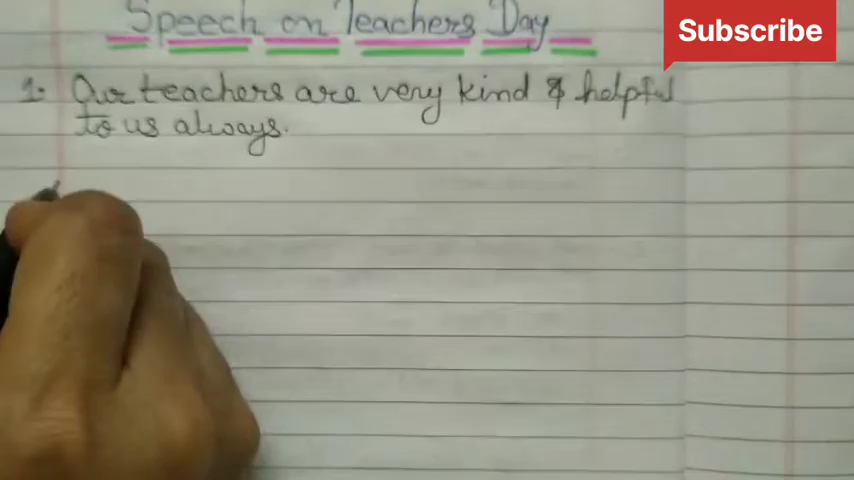 Speech on Teachers Day
Subscribe
1. Our teachers are very kind & helpful
to us always.